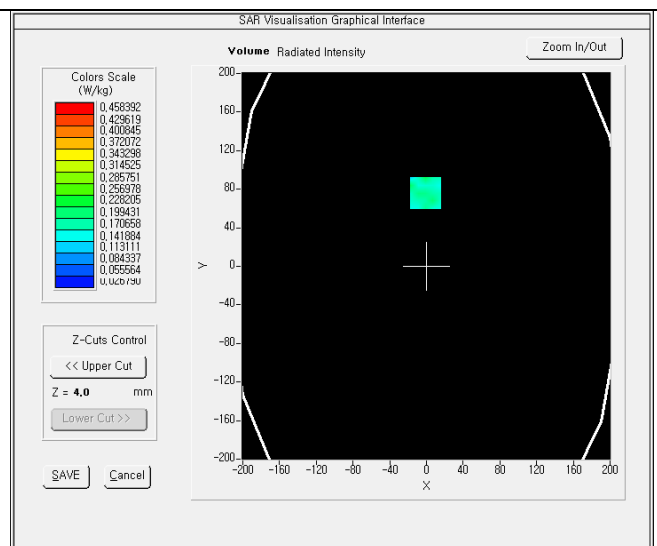 SAR Visualisation Graphical Interface
Volume Radiated Intensity
Zoom In/Out
Colors Scale
(W/kg)
0,458392
0,429619
0,400845
0,372072
0,343298
0,314525
0,285751
0,256978
0,228205
0,199431
0,170658
0,141884
0,113111
0,084337
0,055564
0,026790
Z-Cuts Control
<< Upper Cut
Z = 4,0 mm
Lower Cut >>
SAVE
Cancel
200-
160-
120-
80-
40-
0-
-40-
-80-
-120-
-160-
-200-
Y
-200 -160 -120 -80 -40 0 40 80 120 160 200
X